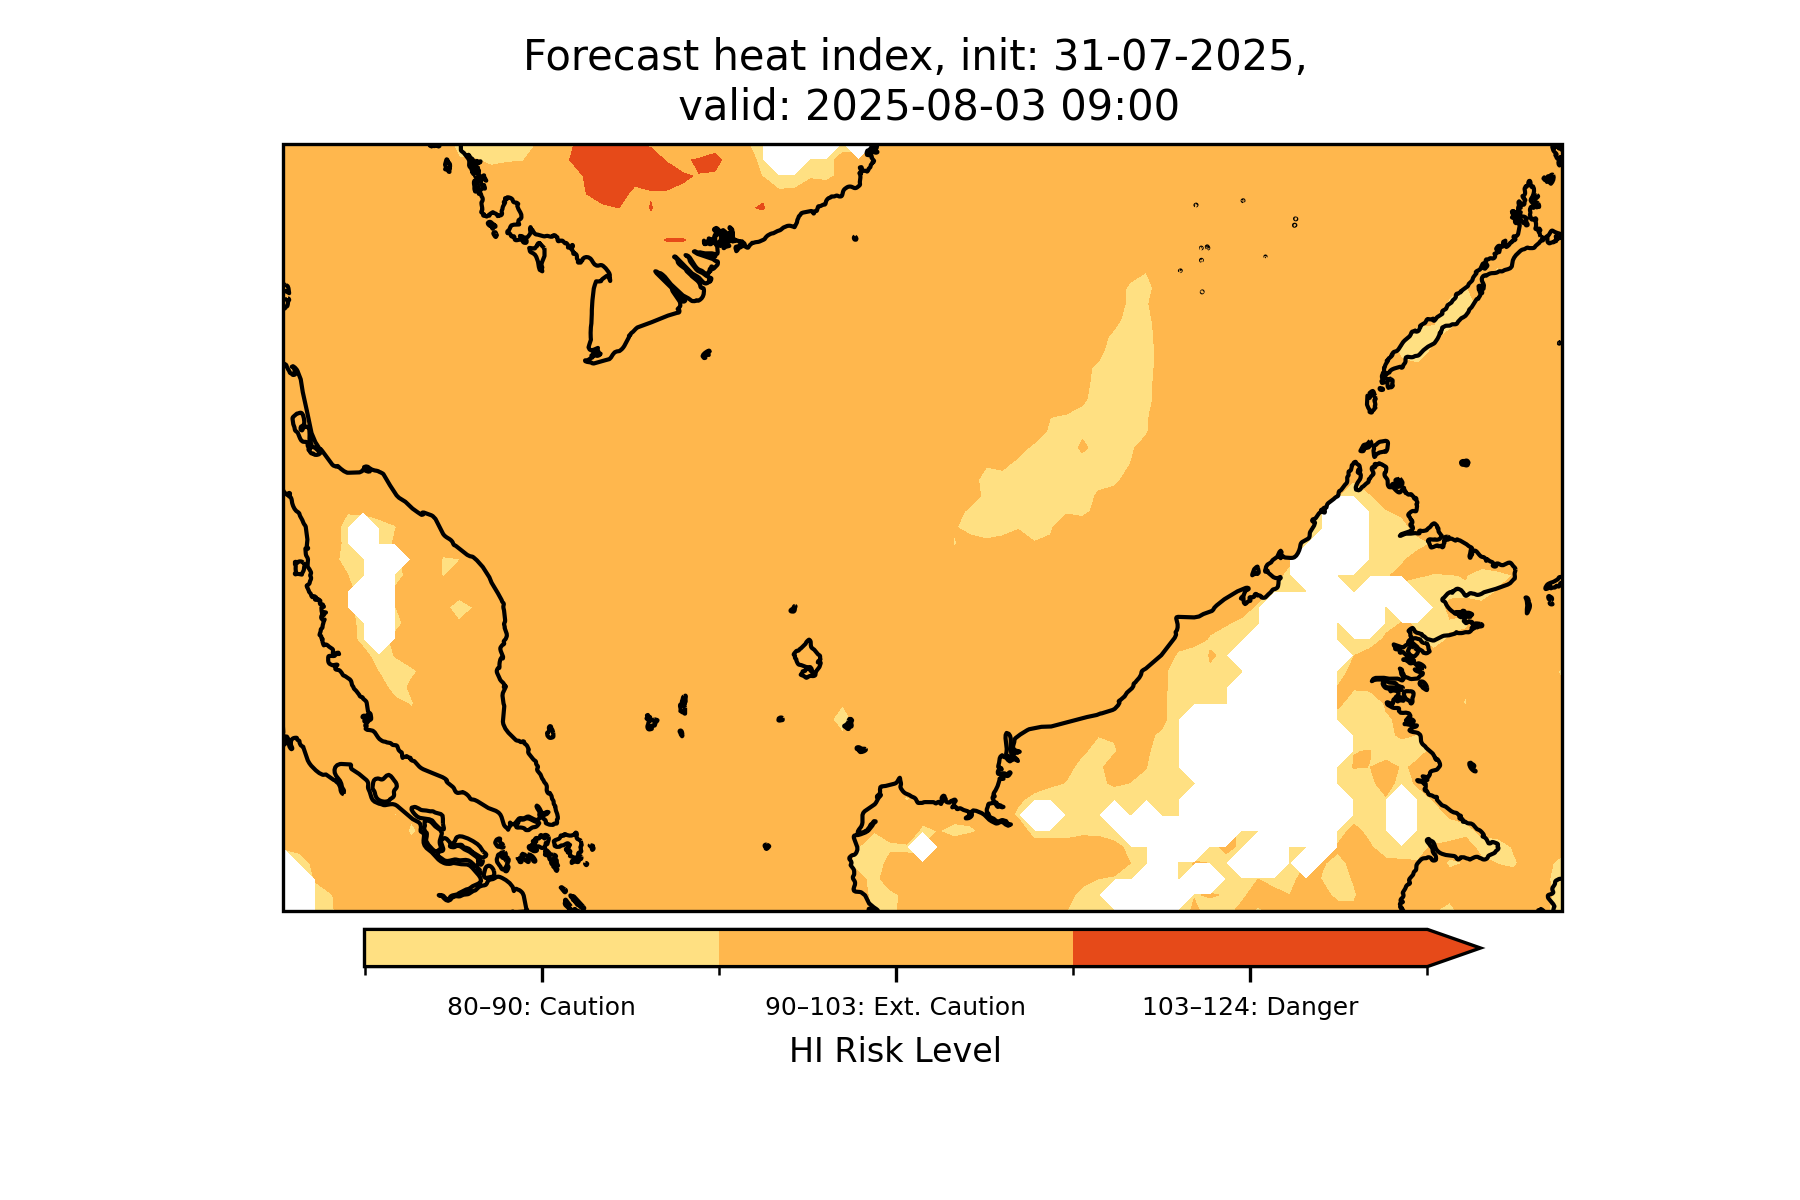 Forecast heat index, init: 31-07-2025,
valid: 2025-08-03 09:00
80–90: Caution
90–103: Ext. Caution
103–124: Danger
HI Risk Level